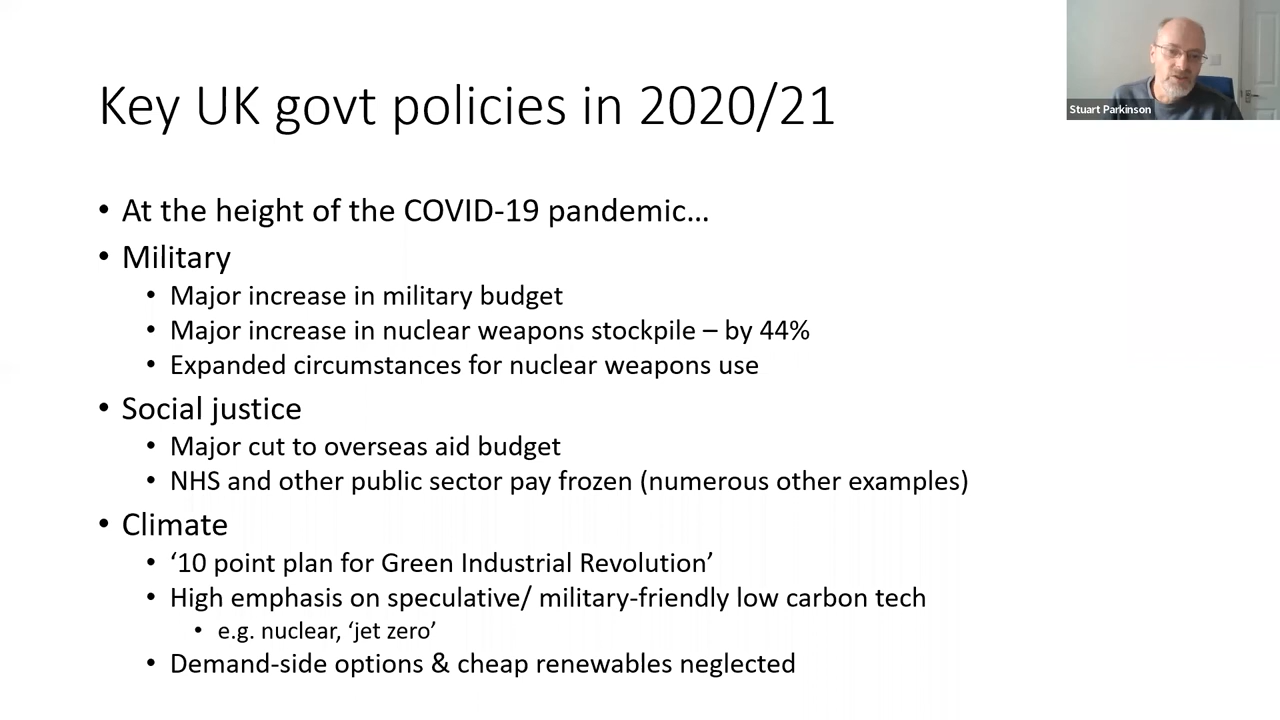 Key UK govt policies in 2020/21
Stuart Parkinson
• At the height of the COVID-19 pandemic…
• Military
• Major increase in military budget
• Major increase in nuclear weapons stockpile – by 44%
• Expanded circumstances for nuclear weapons use
• Social justice
• Major cut to overseas aid budget
• NHS and other public sector pay frozen (numerous other examples)
• Climate
• ‘10 point plan for Green Industrial Revolution’
• High emphasis on speculative/ military-friendly low carbon tech
• e.g. nuclear, ‘jet zero’
• Demand-side options & cheap renewables neglected